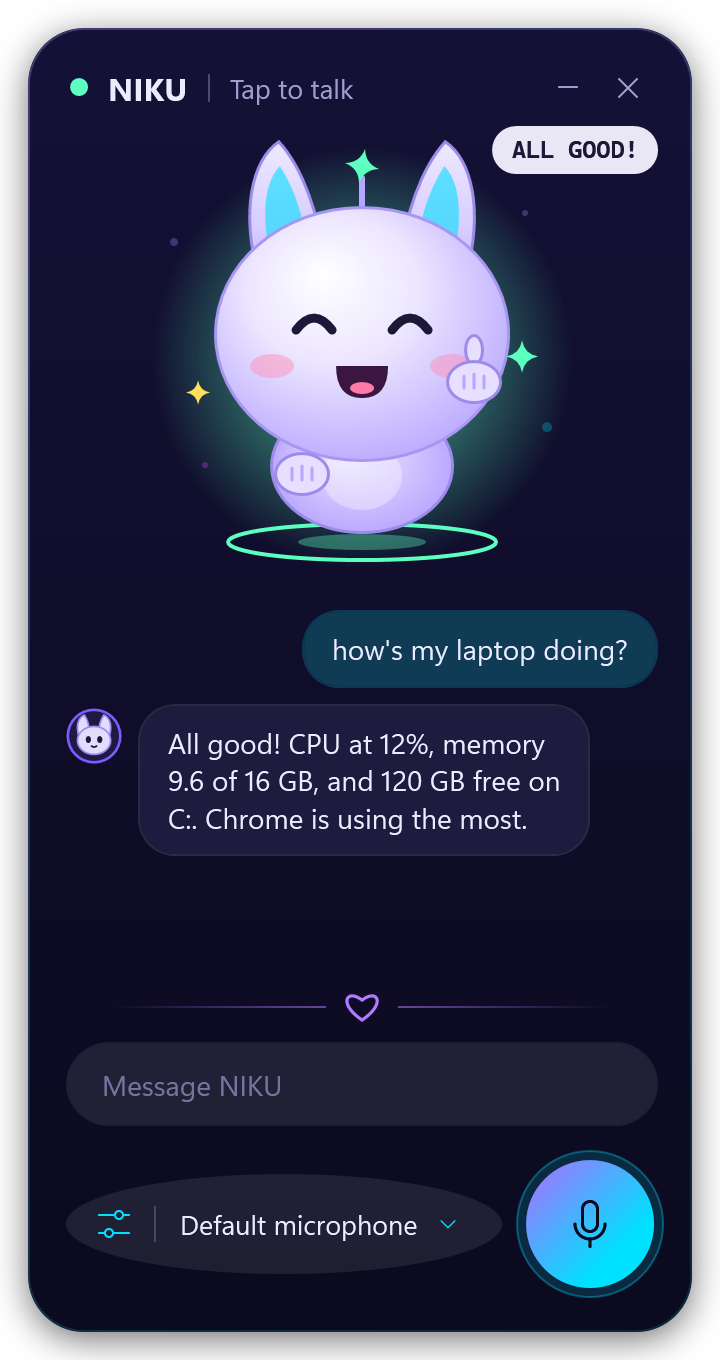 NIKU
Tap to talk
ALL GOOD!
how's my laptop doing?
All good! CPU at 12%, memory
9.6 of 16 GB, and 120 GB free on
C:. Chrome is using the most.
Message NIKU
Default microphone